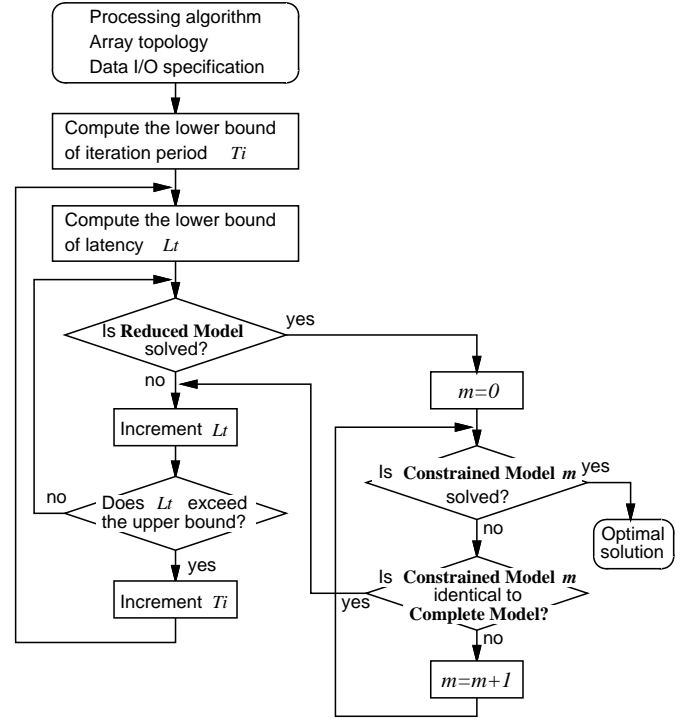 Processing algorithm
Array topology
Data I/O specification
Compute the lower bound
of iteration period Ti
Compute the lower bound
of latency Lt
Is Reduced Model
solved?
yes
no
Increment Lt
Does Lt exceed
the upper bound?
no
yes
Increment Ti
m=0
Is Constrained Model m
solved?
yes
no
Optimal
solution
Is Constrained Model m
identical to
Complete Model?
yes
no
m=m+1